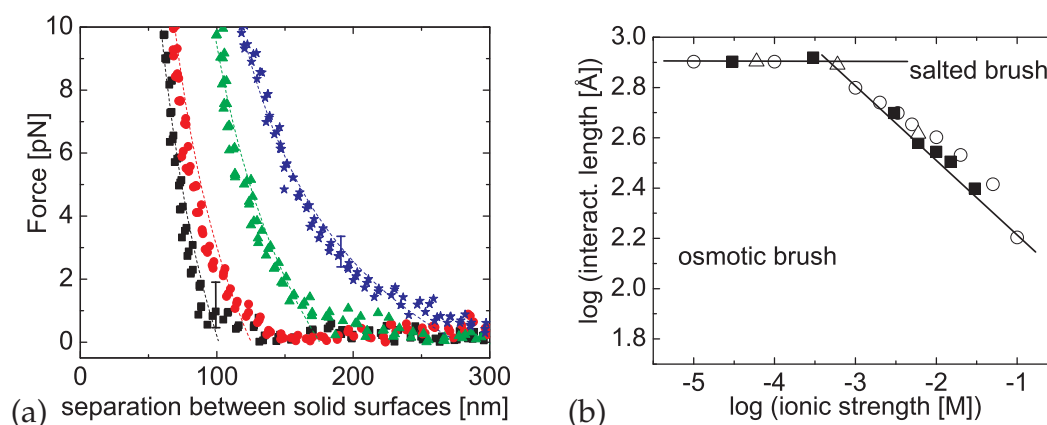 10
8
6
4
2
0
Force [pN]
0
100
200
300
separation between solid surfaces [nm]
(a)
3.0
2.8
2.6
2.4
2.2
2.0
1.8
log (interact. length [Å])
salted brush
osmotic brush
-5
-4
-3
-2
-1
log (ionic strength [M])
(b)